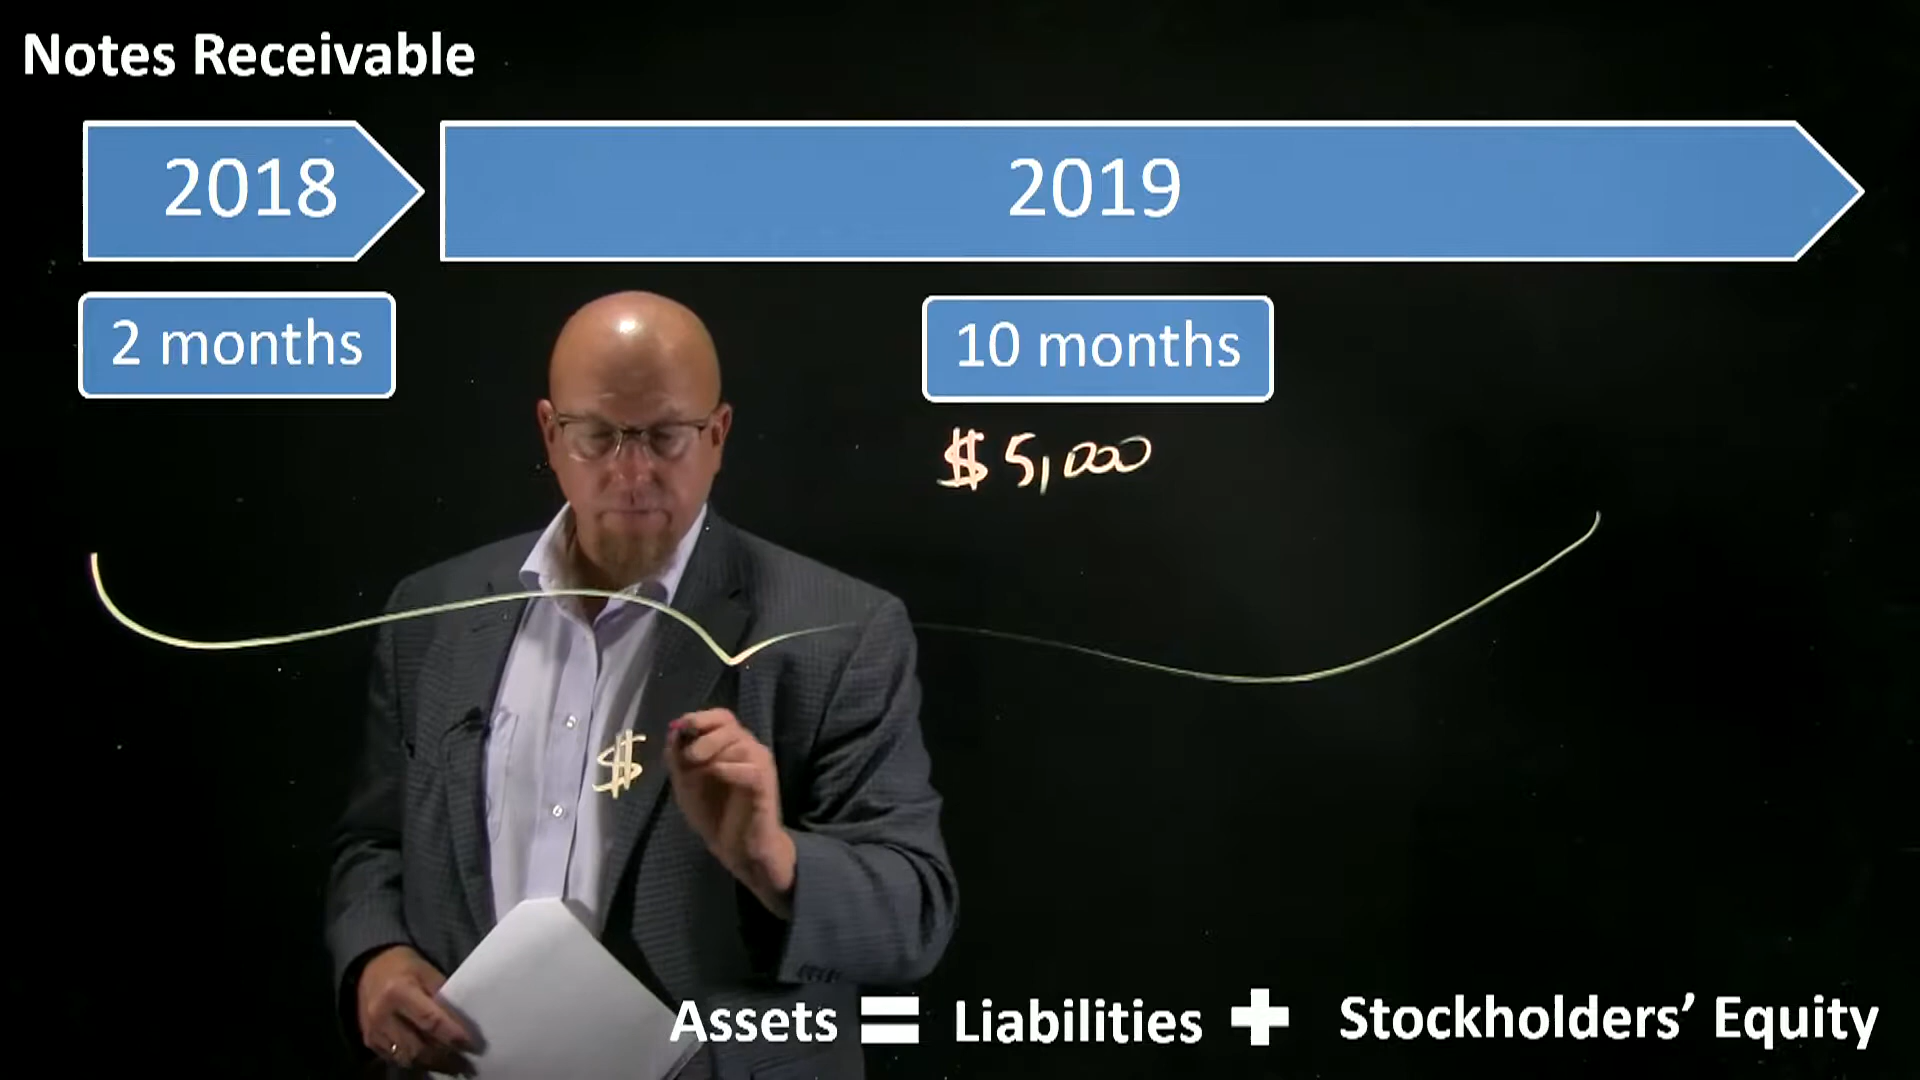 Notes Receivable
2018
2019
2 months
10 months
$ 5,000
$
Assets = Liabilities + Stockholders' Equity